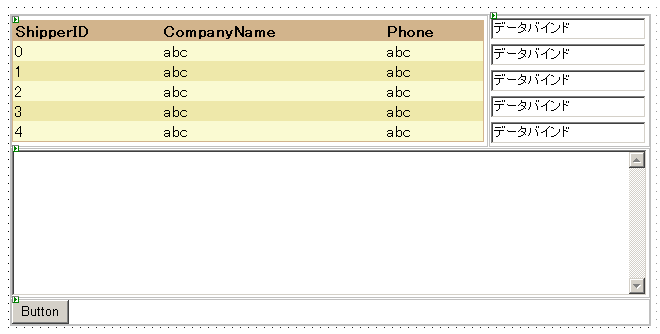 ShipperID CompanyName Phone
0 abc abc
1 abc abc
2 abc abc
3 abc abc
4 abc abc
データバインド
データバインド
データバインド
データバインド
データバインド
Button